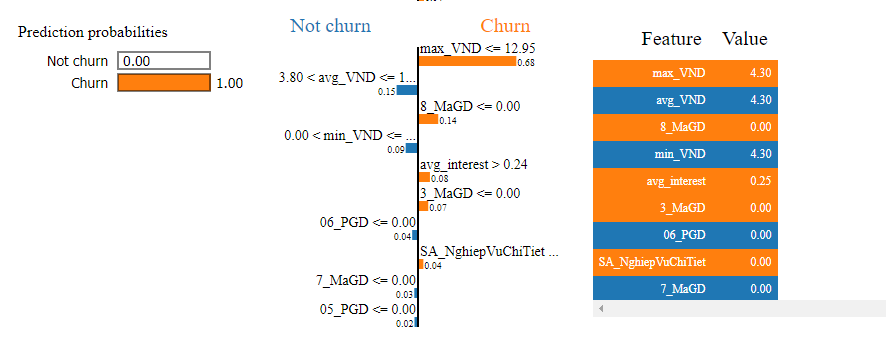 Prediction probabilities
Not churn 0.00
Churn 1.00
Not churn
Churn
max_VND <= 12.95
0.68
3.80 < avg_VND <= 1...
0.15
8_MaGD <= 0.00
0.14
0.00 < min_VND <= ...
0.09
avg_interest > 0.24
0.08
3_MaGD <= 0.00
0.07
06_PGD <= 0.00
0.04
SA_NghiepVuChiTiet ...
0.04
7_MaGD <= 0.00
0.03
05_PGD <= 0.00
0.02
Feature Value
max_VND 4.30
avg_VND 4.30
8_MaGD 0.00
min_VND 4.30
avg_interest 0.25
3_MaGD 0.00
06_PGD 0.00
SA_NghiepVuChiTiet 0.00
7_MaGD 0.00